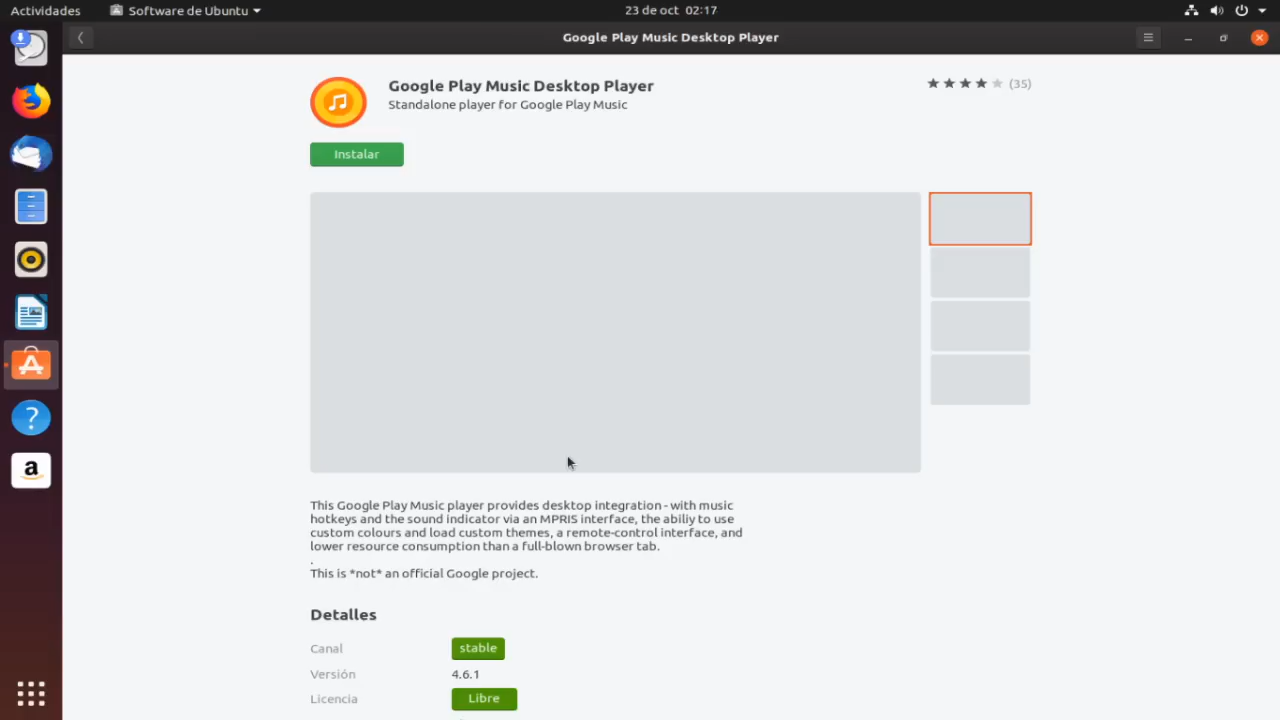 Actividades Software de Ubuntu 23 de oct 02:17
Google Play Music Desktop Player
Google Play Music Desktop Player (35)
Standalone player for Google Play Music
Instalar
This Google Play Music player provides desktop integration - with music
hotkeys and the sound indicator via an MPRIS interface, the abiliy to use
custom colours and load custom themes, a remote-control interface, and
lower resource consumption than a full-blown browser tab.
.
This is *not* an official Google project.
Detalles
Canal stable
Versión 4.6.1
Licencia Libre